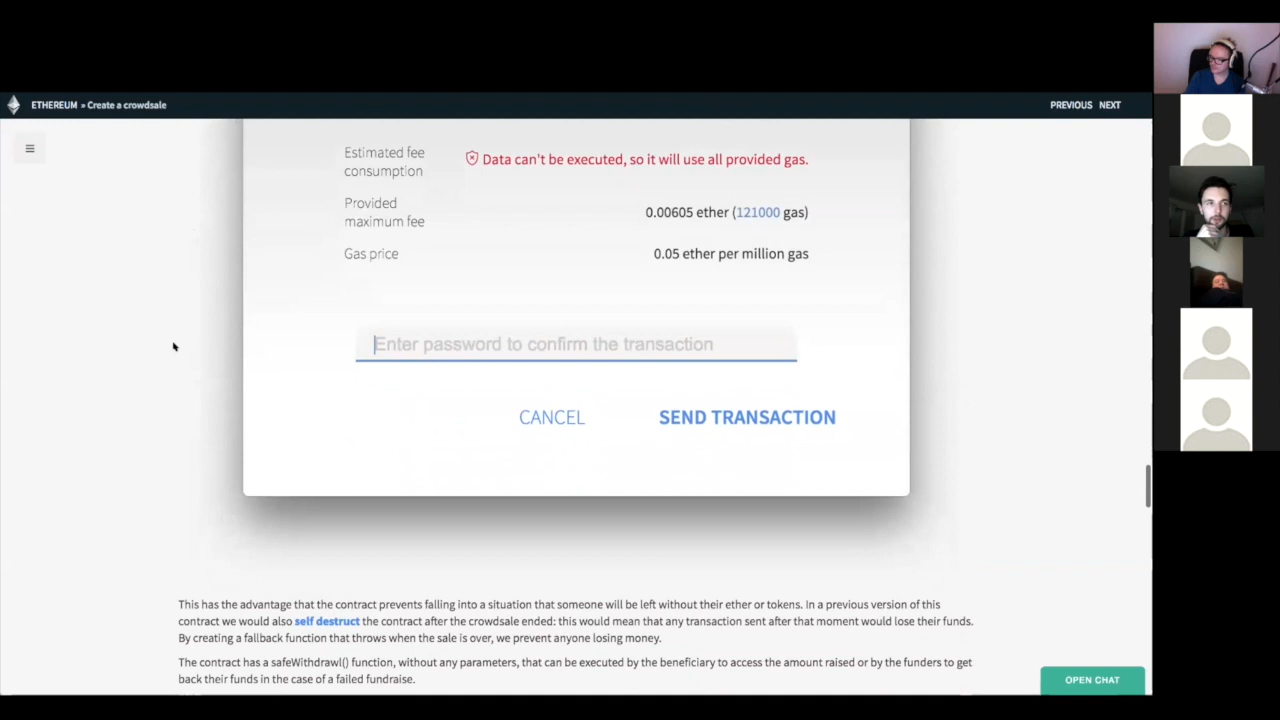 ETHEREUM » Create a crowdsale
PREVIOUS NEXT
Estimated fee
consumption
Data can't be executed, so it will use all provided gas.
Provided
maximum fee
0.00605 ether (121000 gas)
Gas price
0.05 ether per million gas
Enter password to confirm the transaction
CANCEL
SEND TRANSACTION
This has the advantage that the contract prevents falling into a situation that someone will be left without their ether or tokens. In a previous version of this
contract we would also self destruct the contract after the crowdsale ended: this would mean that any transaction sent after that moment would lose their funds.
By creating a fallback function that throws when the sale is over, we prevent anyone losing money.
The contract has a safeWithdrawl() function, without any parameters, that can be executed by the beneficiary to access the amount raised or by the funders to get
back their funds in the case of a failed fundraise.
OPEN CHAT